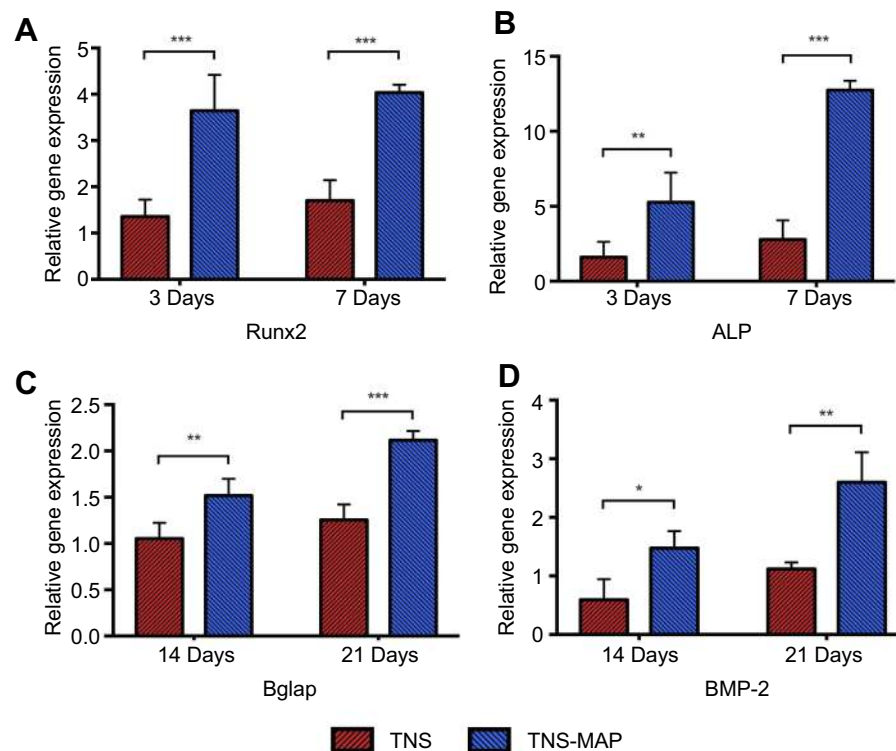 A
Relative gene expression
5
4
3
2
1
0
***
***
3 Days
7 Days
Runx2
B
Relative gene expression
15
10
5
0
**
***
3 Days
7 Days
ALP
C
Relative gene expression
2.5
2.0
1.5
1.0
0.5
0.0
**
***
14 Days
21 Days
Bglap
D
Relative gene expression
4
3
2
1
0
*
**
14 Days
21 Days
BMP-2
TNS
TNS-MAP